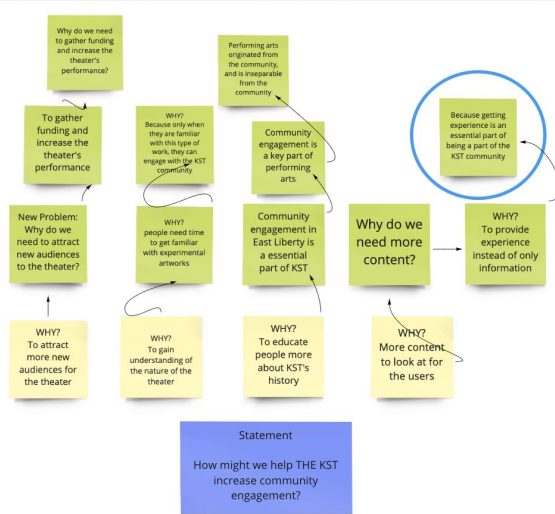 Why do we need
to gather funding
and increase the
theater's
performance?
Performing arts
originated from
the community,
and is inseparable
from the
community
To gather
funding and
increase the
theater's
performance
WHY?
Because only when
they are familiar
with this type of
work, they can
engage with the KST
community
Community
engagement is
a key part of
performing
arts
Because getting
experience is an
essential part of
being a part of the
KST community
New Problem:
Why do we
need to attract
new audiences
to the theater?
WHY?
people need time
to get familiar
with experimental
artworks
Community
engagement in
East Liberty is
a essential
part of KST
Why do we
need more
content?
WHY?
To provide
experience
instead of only
information
WHY?
To attract
more new
audiences for
the theater
WHY?
To gain
understanding of
the nature of the
theater
WHY?
To educate
people more
about KST's
history
WHY?
More content
to look at for
the users
Statement
How might we help THE KST
increase community
engagement?